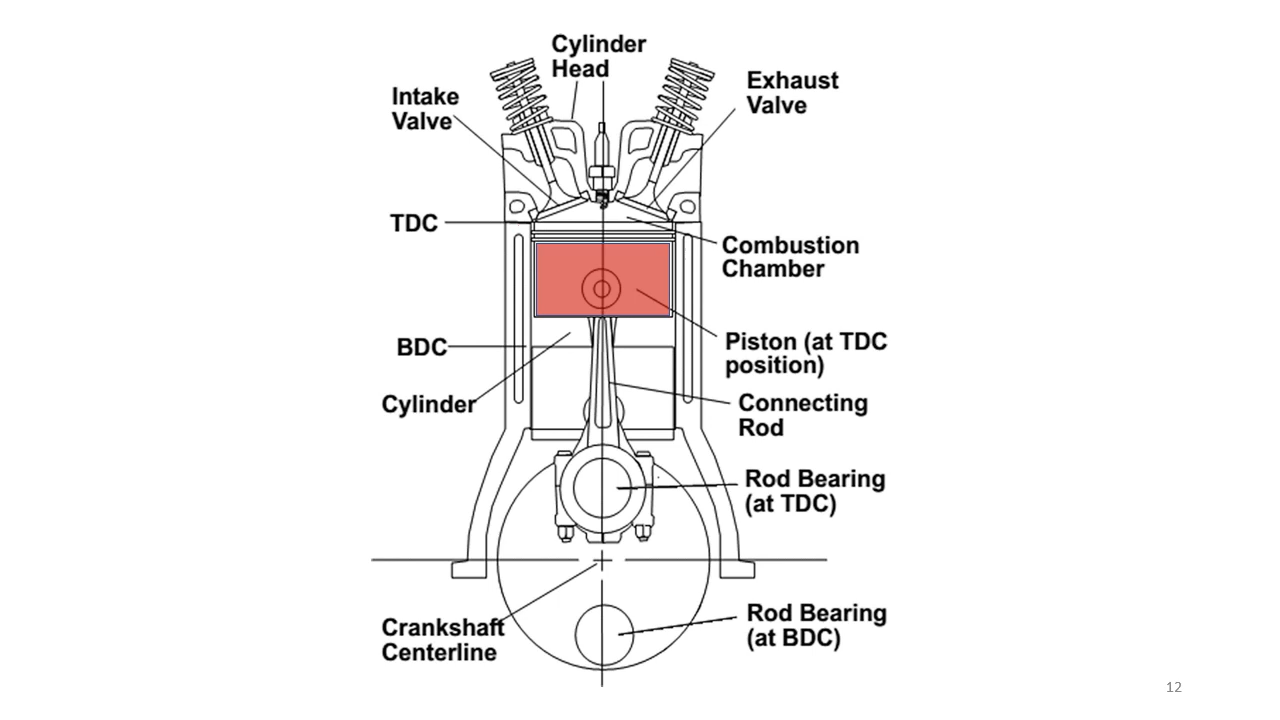 Cylinder
Head
Intake
Valve
Exhaust
Valve
TDC
Combustion
Chamber
BDC
Piston (at TDC
position)
Cylinder
Connecting
Rod
Rod Bearing
(at TDC)
Crankshaft
Centerline
Rod Bearing
(at BDC)
12